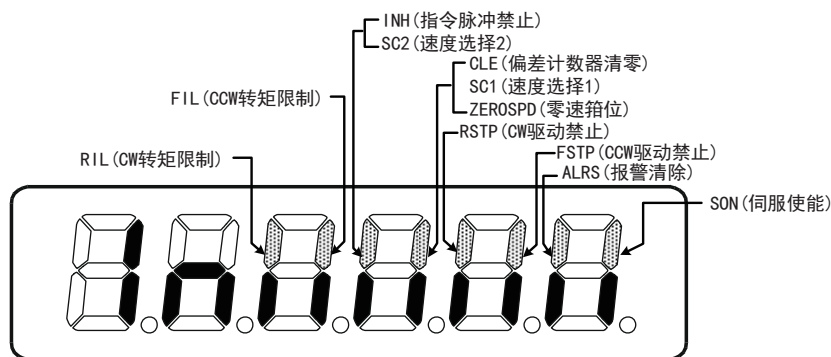 INH(指令脉冲禁止)
SC2(速度选择2)
CLE(偏差计数器清零)
SC1(速度选择1)
ZEROSPD(零速箝位)
FIL(CCW转矩限制)
RSTP(CW驱动禁止)
RIL(CW转矩限制)
FSTP(CCW驱动禁止)
ALRS(报警清除)
SON(伺服使能)